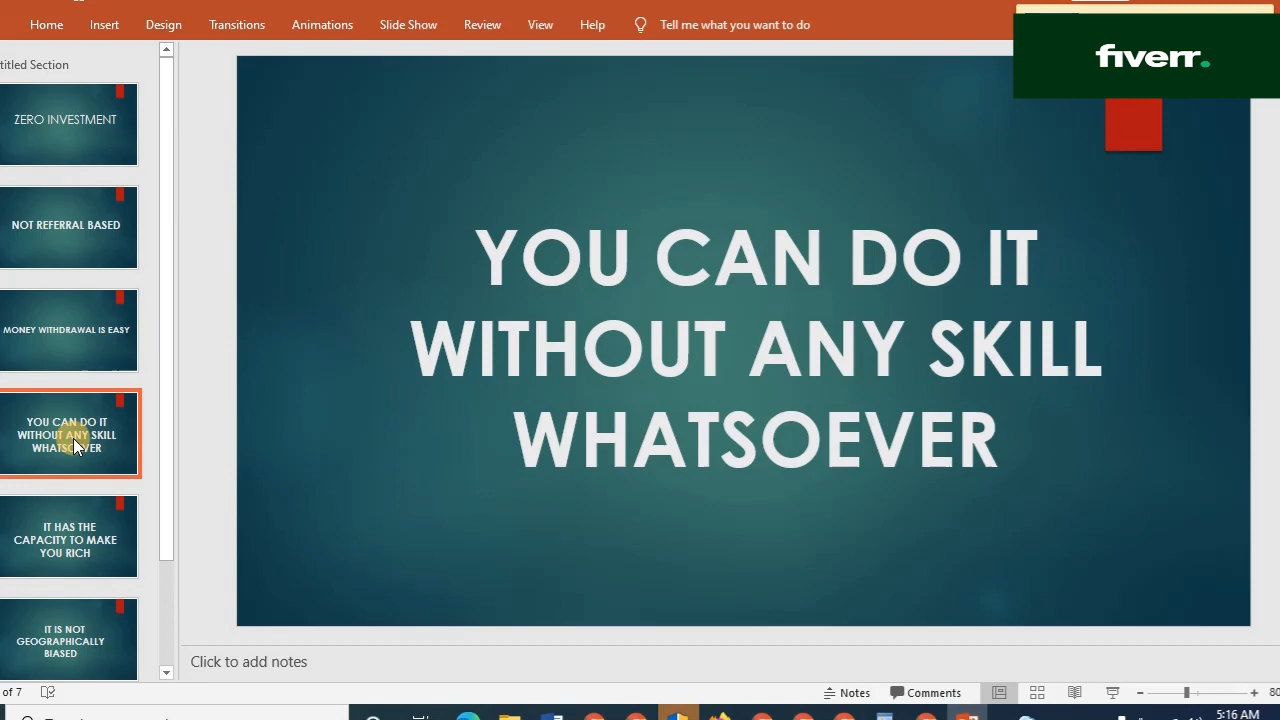 Home Insert Design Transitions Animations Slide Show Review View Help Tell me what you want to do
fiverr.
titled Section
ZERO INVESTMENT
NOT REFERRAL BASED
MONEY WITHDRAWAL IS EASY
YOU CAN DO IT
WITHOUT ANY SKILL
WHATSOEVER
IT HAS THE
CAPACITY TO MAKE
YOU RICH
IT IS NOT
GEOGRAPHICALLY
BIASED
YOU CAN DO IT
WITHOUT ANY SKILL
WHATSOEVER
Click to add notes
of 7 Notes Comments 80
5:16 AM